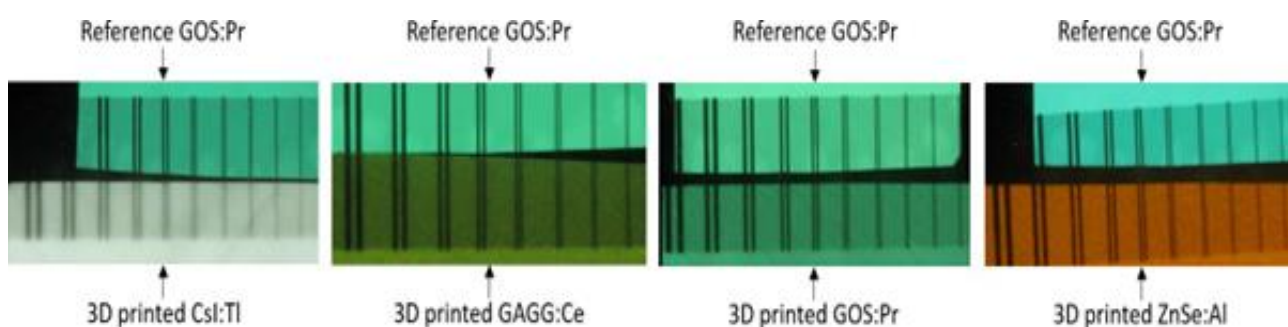 Reference GOS:Pr
Reference GOS:Pr
Reference GOS:Pr
Reference GOS:Pr
3D printed CsI:Tl
3D printed GAGG:Ce
3D printed GOS:Pr
3D printed ZnSe:Al